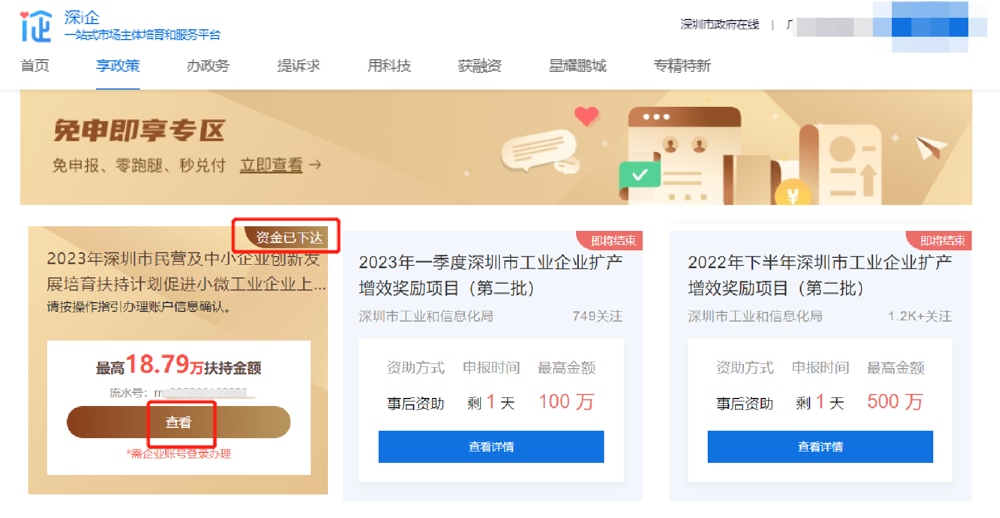 深i企
一站式市场主体培育和服务平台
深圳市政府在线 |
首页 享政策 办政务 提诉求 用科技 获融资 星耀鹏城 专精特新
免申即享专区
免申报、零跑腿、秒兑付 立即查看 →
资金已下达
2023年深圳市民营及中小企业创新发
展培育扶持计划促进小微工业企业上...
请按操作指引办理账户信息确认。
最高18.79万扶持金额
流水号: m
查看
*需企业账号登录办理
即将结束
2023年一季度深圳市工业企业扩产
增效奖励项目（第二批）
深圳市工业和信息化局 749关注
资助方式 申报时间 最高金额
事后资助 剩 1 天 100 万
查看详情
即将结束
2022年下半年深圳市工业企业扩产
增效奖励项目（第二批）
深圳市工业和信息化局 1.2K+关注
资助方式 申报时间 最高金额
事后资助 剩 1 天 500 万
查看详情